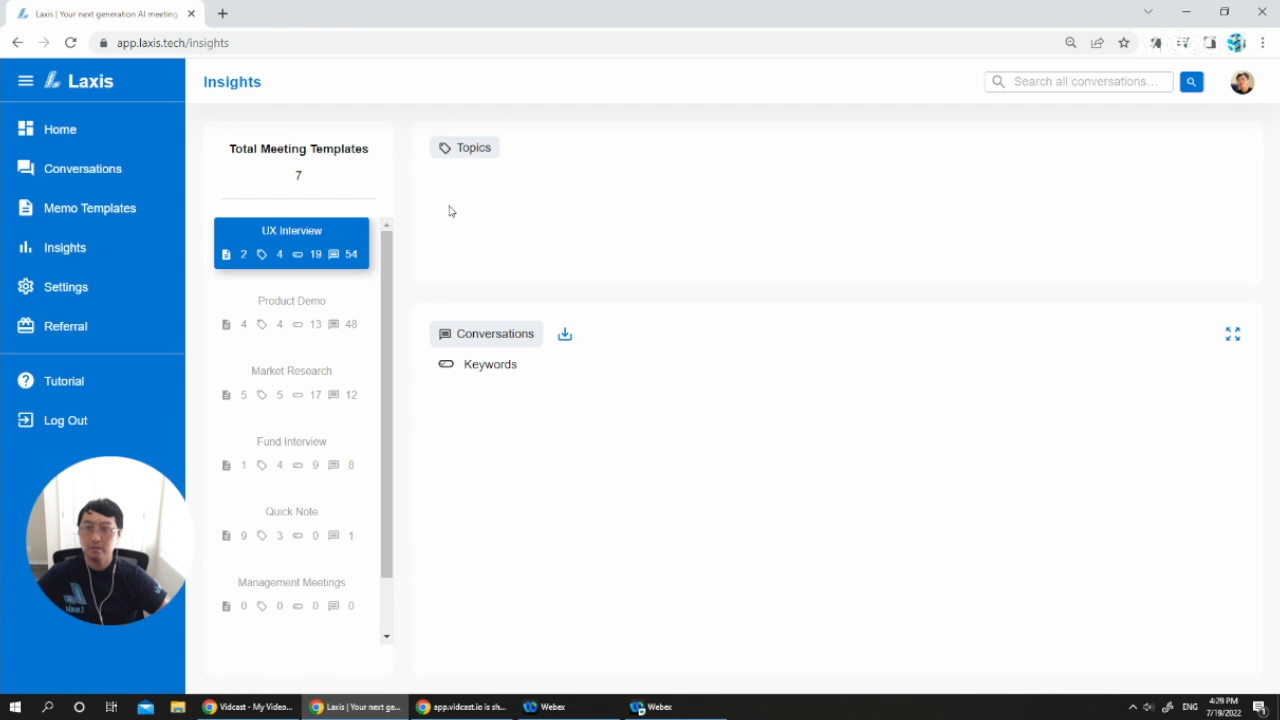 Laxis | Your next generation AI meeting
app.laxis.tech/insights
Laxis
Insights
Search all conversations...
Home
Conversations
Memo Templates
Insights
Settings
Referral
Tutorial
Log Out
Total Meeting Templates
7
UX Interview
2 4 19 54
Product Demo
4 4 13 48
Market Research
5 5 17 12
Fund Interview
1 4 9 8
Quick Note
9 3 0 1
Management Meetings
0 0 0 0
Topics
Conversations
Keywords
Vidcast - My Video...
Laxis | Your next ge...
app.vidcast.io is sh...
Webex
Webex
ENG
4:29 PM
7/19/2022